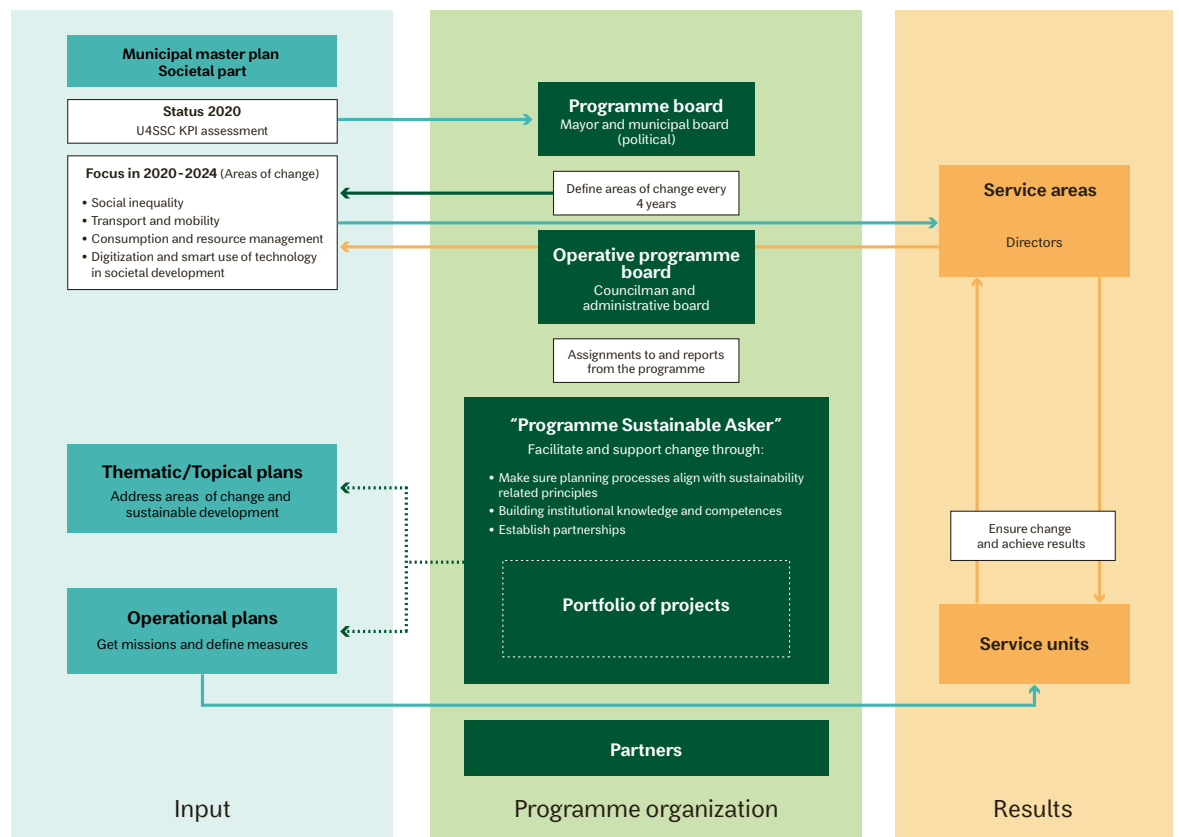 Municipal master plan
Societal part
Status 2020
U4SSC KPI assessment
Focus in 2020-2024 (Areas of change)
• Social inequality
• Transport and mobility
• Consumption and resource management
• Digitization and smart use of technology
in societal development
Thematic/Topical plans
Address areas of change and
sustainable development
Operational plans
Get missions and define measures
Input
Programme board
Mayor and municipal board
(political)
Define areas of change every
4 years
Operative programme
board
Councilman and
administrative board
Assignments to and reports
from the programme
“Programme Sustainable Asker”
Facilitate and support change through:
• Make sure planning processes align with sustainability
related principles
• Building institutional knowledge and competences
• Establish partnerships
Portfolio of projects
Partners
Programme organization
Service areas
Directors
Ensure change
and achieve results
Service units
Results